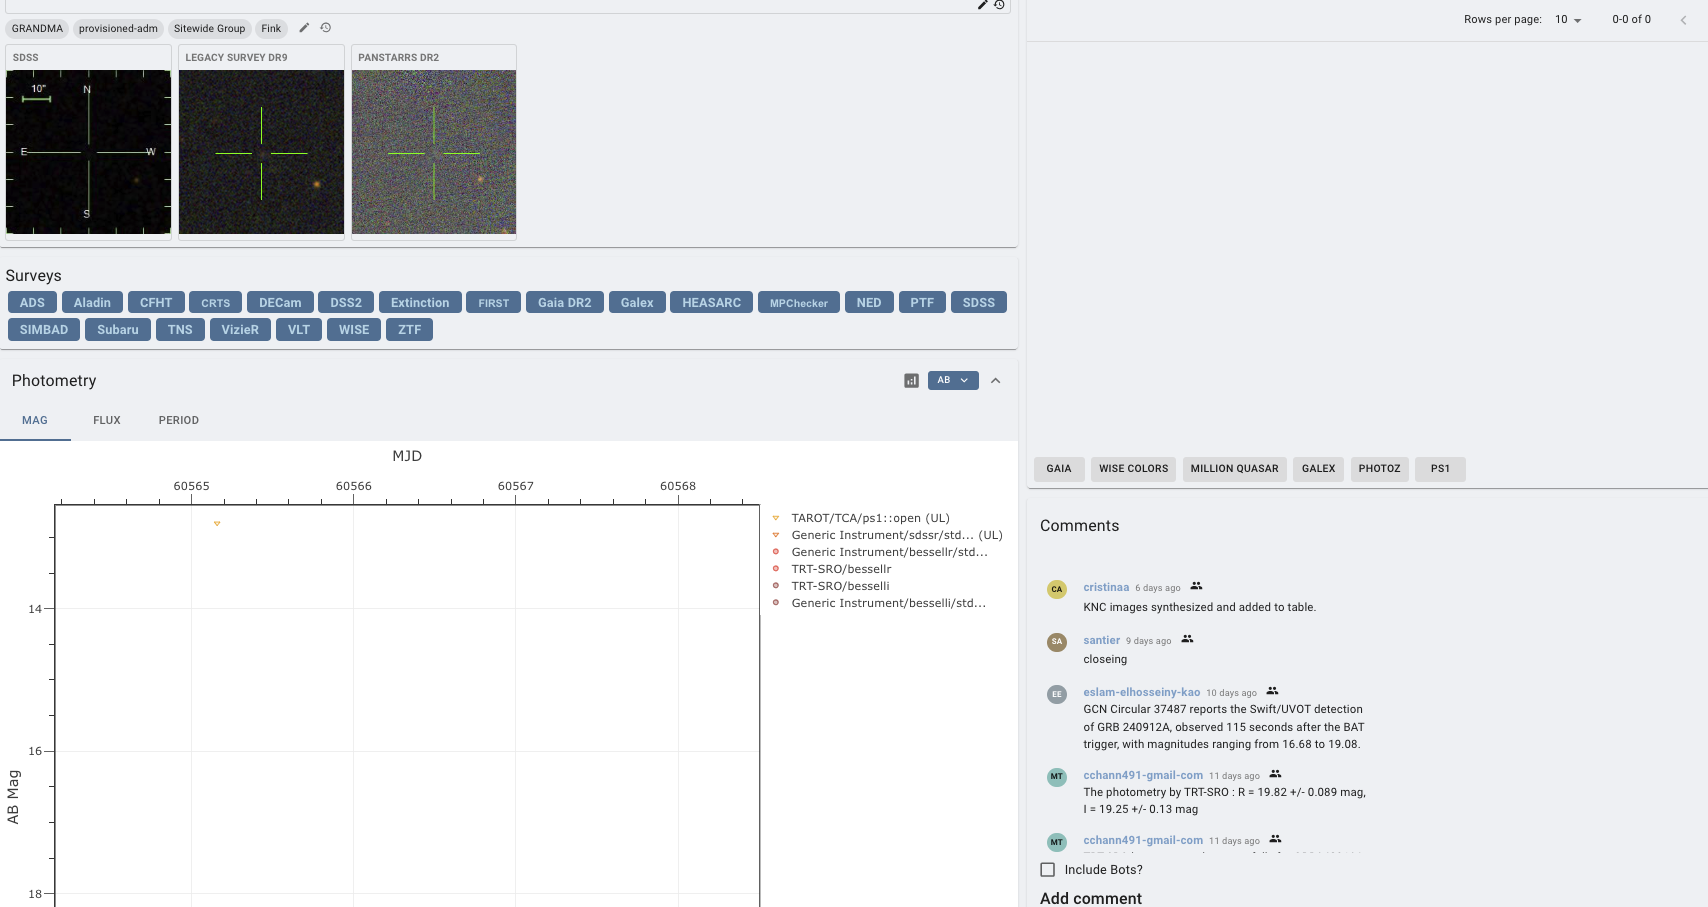 GRANDMA provisioned-adm Sitewide Group Fink
SDSS LEGACY SURVEY DR9 PANSTARRS DR2
10"
N
E W
S
Surveys
ADS Aladin CFHT CRTS DECam DSS2 Extinction FIRST Gaia DR2 Galex HEASARC MPChecker NED PTF SDSS
SIMBAD Subaru TNS VizieR VLT WISE ZTF
Photometry
AB
MAG FLUX PERIOD
MJD
60565 60566 60567 60568
14
16
18
AB Mag
TAROT/TCA/ps1::open (UL)
Generic Instrument/sdssr/std... (UL)
Generic Instrument/bessellr/std...
TRT-SRO/bessellr
TRT-SRO/besselli
Generic Instrument/besselli/std...
Rows per page: 10 0-0 of 0
GAIA WISE COLORS MILLION QUASAR GALEX PHOTOZ PS1
Comments
CA cristinaa 6 days ago
KNC images synthesized and added to table.
SA santier 9 days ago
closeing
EE eslam-elhosseiny-kao 10 days ago
GCN Circular 37487 reports the Swift/UVOT detection
of GRB 240912A, observed 115 seconds after the BAT
trigger, with magnitudes ranging from 16.68 to 19.08.
MT cchann491-gmail-com 11 days ago
The photometry by TRT-SRO : R = 19.82 +/- 0.089 mag,
I = 19.25 +/- 0.13 mag
MT cchann491-gmail-com 11 days ago
Include Bots?
Add comment